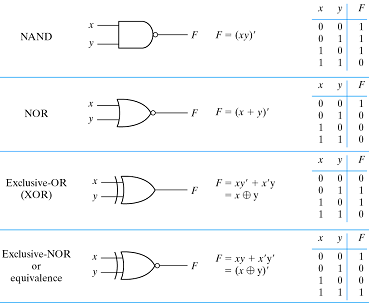 x y F
NAND
x
y
F
F = (xy)′
0 0 1
0 1 1
1 0 1
1 1 0
x y F
NOR
x
y
F
F = (x + y)′
0 0 1
0 1 0
1 0 0
1 1 0
x y F
Exclusive-OR
(XOR)
x
y
F
F = xy′ + x′y
= x ⊕ y
0 0 0
0 1 1
1 0 1
1 1 0
x y F
Exclusive-NOR
or
equivalence
x
y
F
F = xy + x′y′
= (x ⊕ y)′
0 0 1
0 1 0
1 0 0
1 1 1